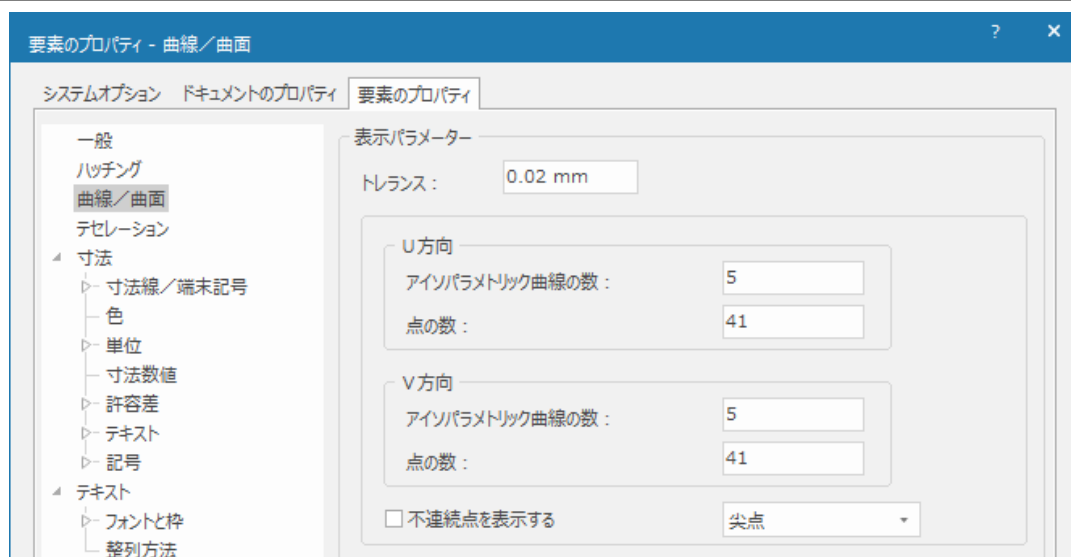 要素のプロパティ - 曲線／曲面
? ×
システムオプション ドキュメントのプロパティ 要素のプロパティ
一般
ハッチング
曲線／曲面
テセレーション
寸法
寸法線／端末記号
色
単位
寸法数値
許容差
テキスト
記号
テキスト
フォントと枠
整列方法
表示パラメーター
トレランス : 0.02 mm
U方向
アイソパラメトリック曲線の数 : 5
点の数 : 41
V方向
アイソパラメトリック曲線の数 : 5
点の数 : 41
不連続点を表示する 尖点